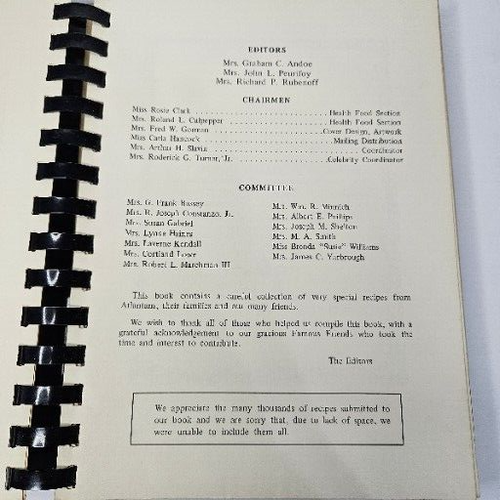 EDITORS
Mrs. Graham C. Andoe
Mrs. John L. Peurifoy
Mrs. Richard P. Rubenoff
CHAIRMEN
Miss Rosie Clark . . . . . . . . . . Health Food Section
Mrs. Roland L. Culpepper . . . . . . . . . . Health Food Section
Mrs. Fred W. Gorman . . . . . . . . . . Cover Design, Artwork
Mrs. Carla Hancock . . . . . . . . . . Mailing Distribution
Mrs. Arthur H. Slavin . . . . . . . . . . Coordinator
Mrs. Roderick G. Turner, Jr. . . . . . . . . . . Celebrity Coordinator
COMMITTEE
Mrs. G. Frank Bassey
Mrs. R. Joseph Constanzo, Jr.
Mrs. Susan Gabriel
Mrs. Lynne Haines
Mrs. Laverne Kendall
Mrs. Cortland Lowe
Mrs. Robert L. Marchman III
Mrs. Wm. R. Minnich
Mrs. Albert E. Phillips
Mrs. Joseph M. Shelton
Mrs. M. A. Smith
Miss Bronda "Susie" Williams
Mrs. James C. Yarbrough
This book contains a careful collection of very special recipes from
Atlantans, their families and our many friends.
We wish to thank all of those who helped us compile this book, with a
grateful acknowledgement to our gracious Famous Friends who took the
time and interest to contribute.
The Editors
We appreciate the many thousands of recipes submitted to
our book and we are sorry that, due to lack of space, we
were unable to include them all.